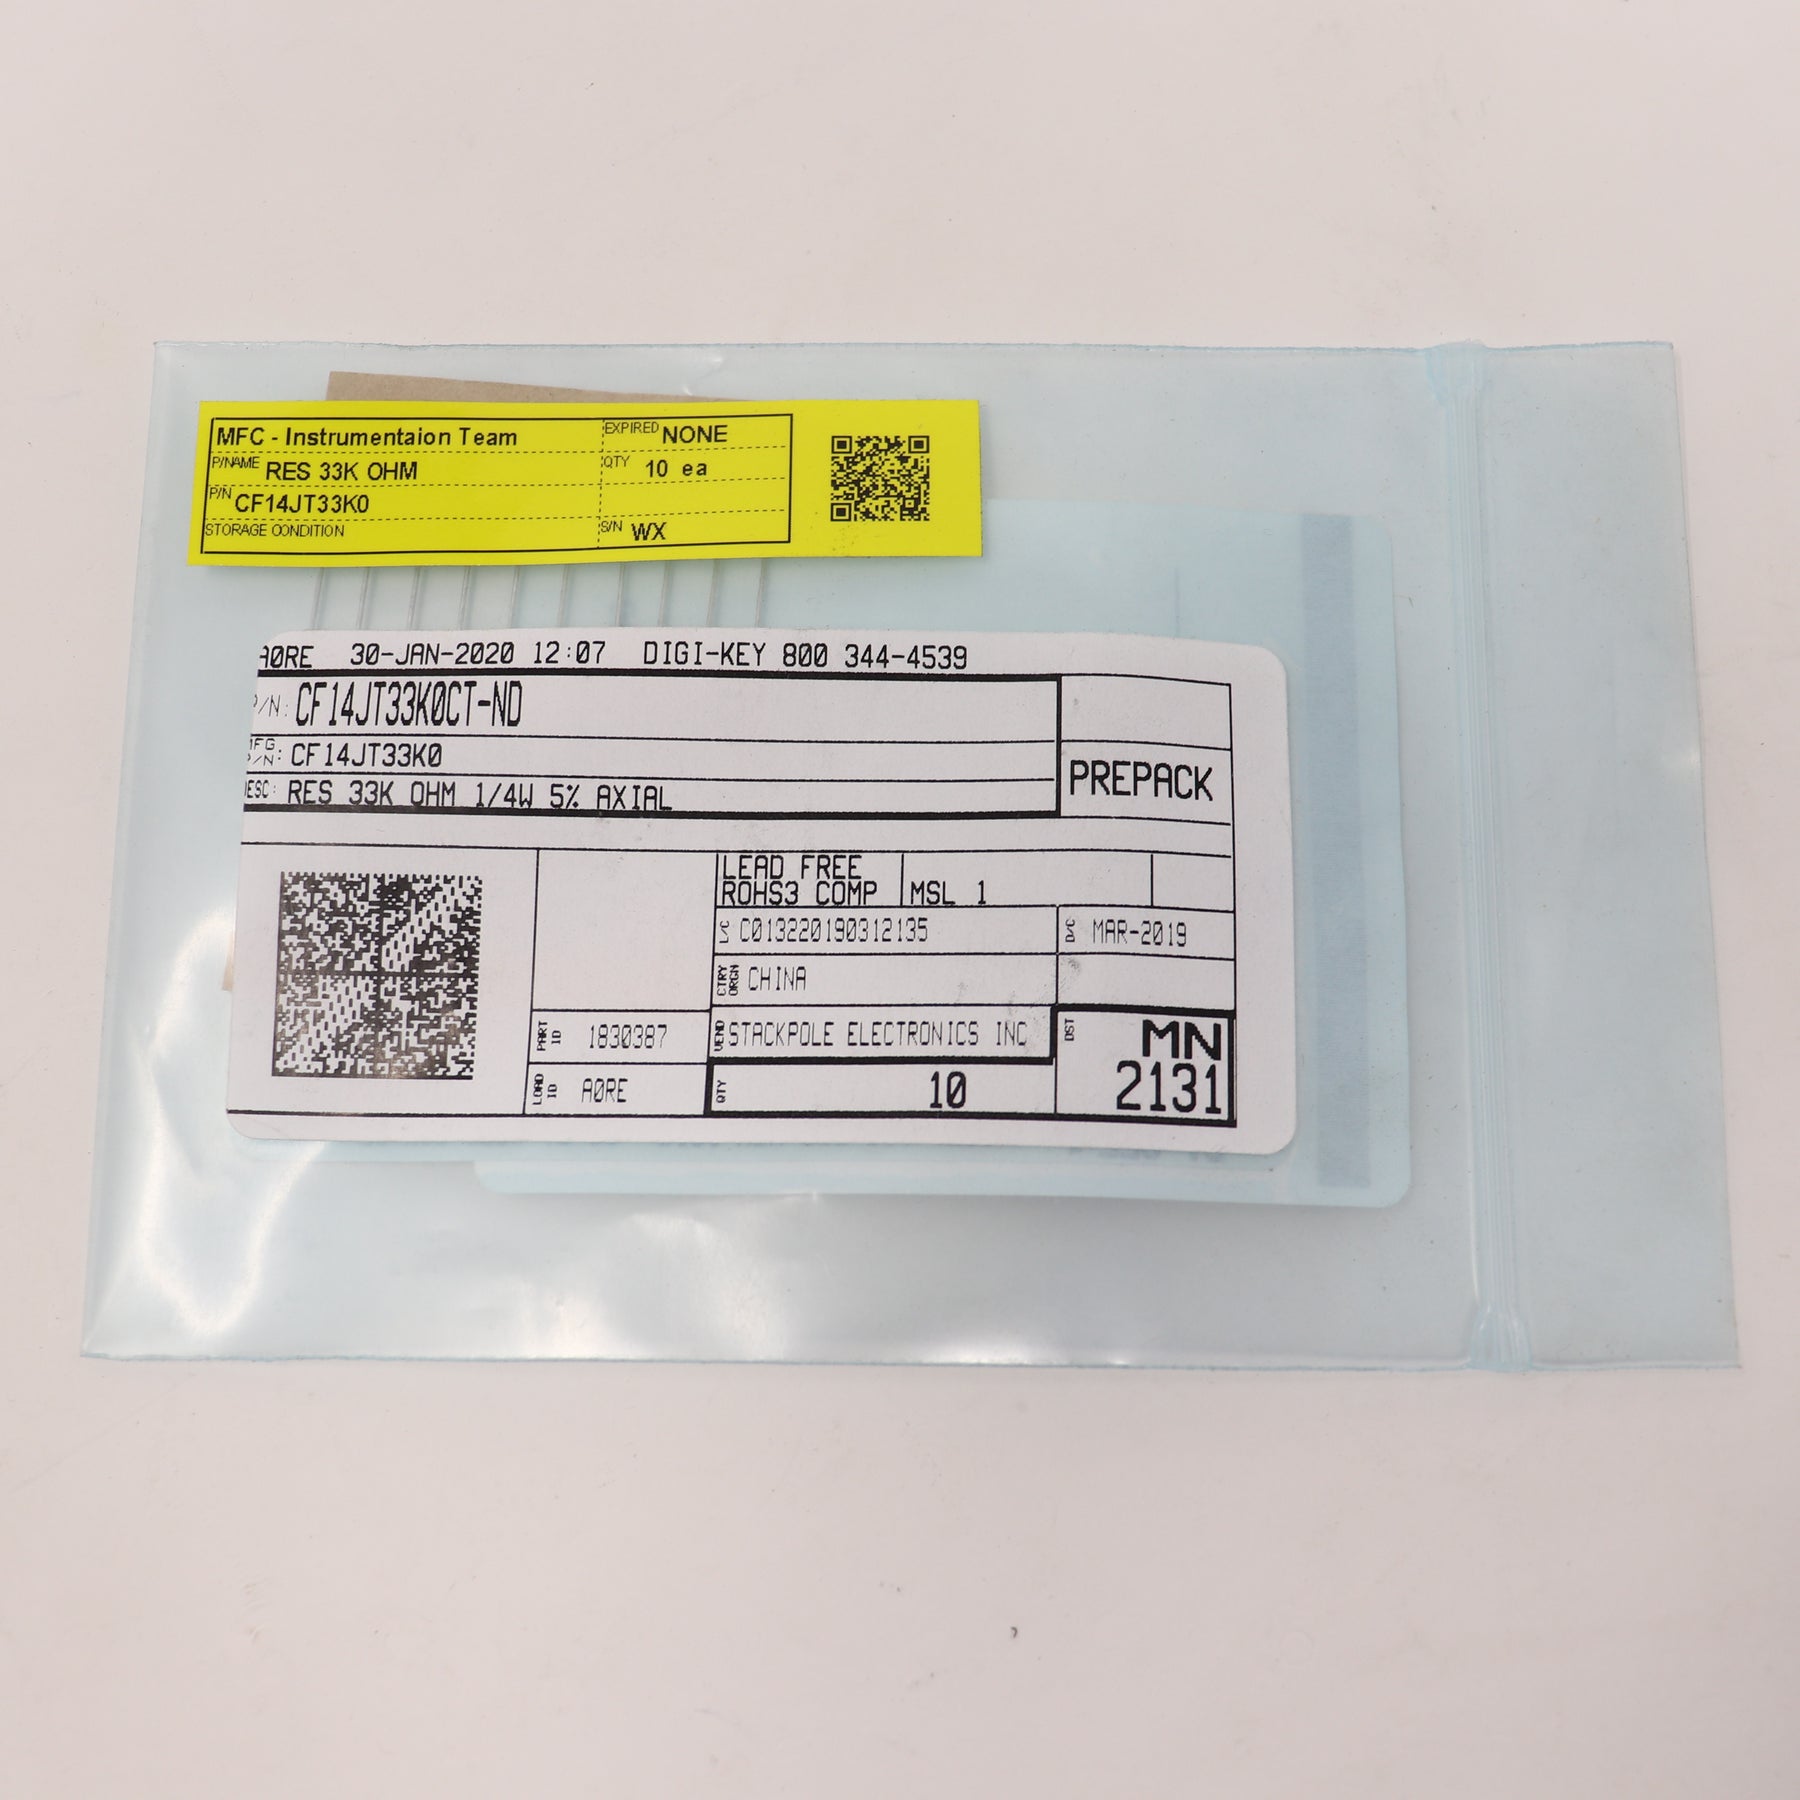 MFC - Instrumentaion Team EXPIRED NONE
P/NAME RES 33K OHM QTY 10 ea
P/N CF14JT33K0
STORAGE CONDITION S/N WX
A0RE 30-JAN-2020 12:07 DIGI-KEY 800 344-4539
P/N: CF14JT33K0CT-ND
MFG P/N: CF14JT33K0
PREPACK
DESC: RES 33K OHM 1/4W 5% AXIAL
LEAD FREE
ROHS3 COMP MSL 1
L/C C013220190312135 D/C MAR-2019
CTRY ORGN CHINA
PART ID 1830387 VEND STACKPOLE ELECTRONICS INC DST MN
LOAD ID A0RE QTY 10 2131